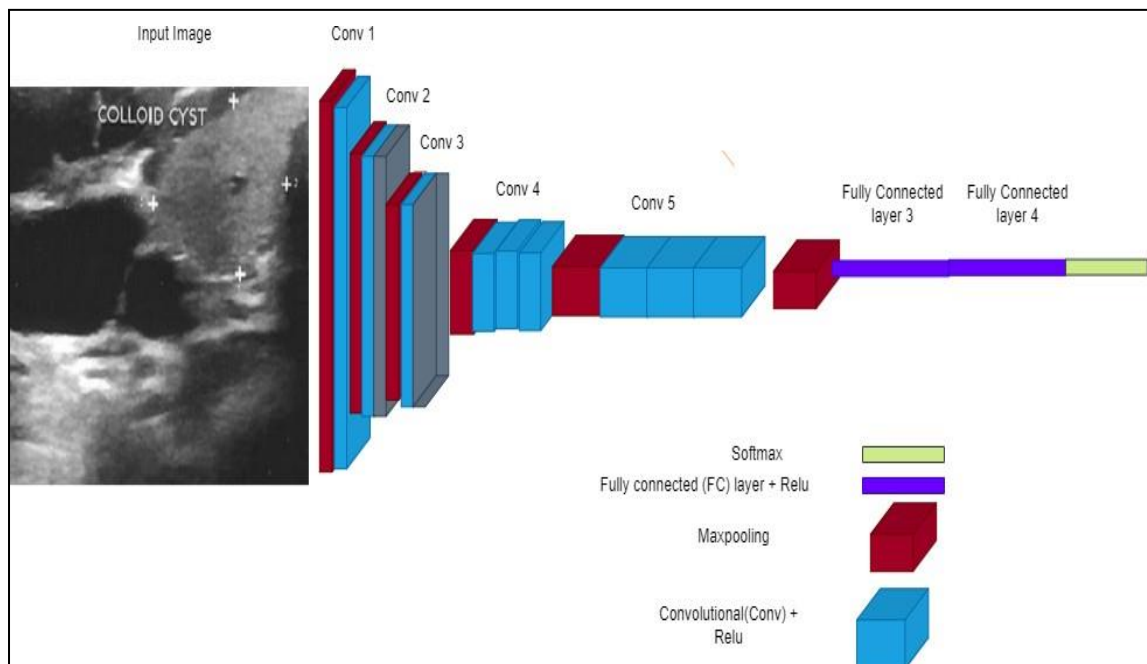 Input Image
Conv 1
COLLOID CYST
Conv 2
Conv 3
Conv 4
Conv 5
Fully Connected
layer 3
Fully Connected
layer 4
Softmax
Fully connected (FC) layer + Relu
Maxpooling
Convolutional(Conv) +
Relu